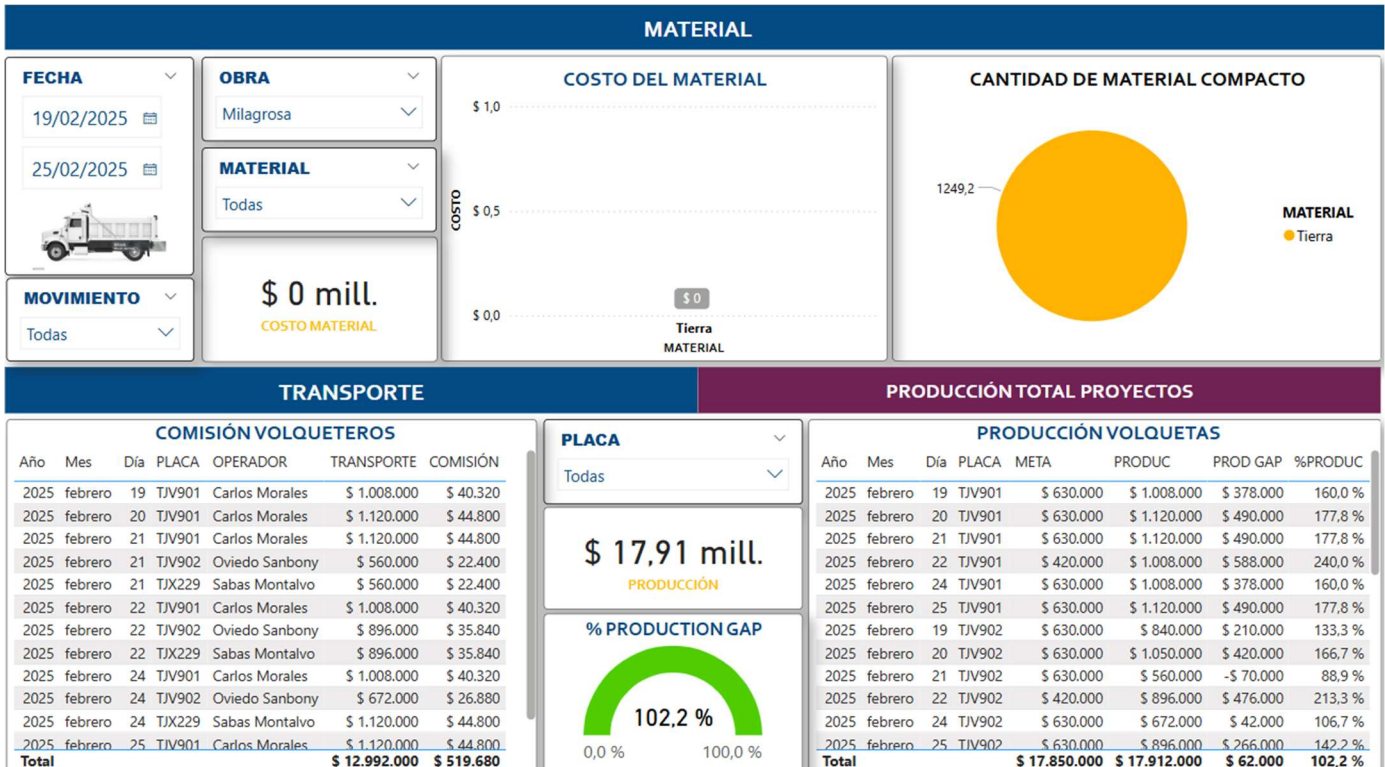 MATERIAL
FECHA
19/02/2025
25/02/2025
MOVIMIENTO
Todas
OBRA
Milagrosa
MATERIAL
Todas
$ 0 mill.
COSTO MATERIAL
COSTO DEL MATERIAL
COSTO
$ 1,0
$ 0,5
$ 0,0
$ 0
Tierra
MATERIAL
CANTIDAD DE MATERIAL COMPACTO
1249,2
MATERIAL
Tierra
TRANSPORTE
PRODUCCIÓN TOTAL PROYECTOS
COMISIÓN VOLQUETEROS
Año Mes Día PLACA OPERADOR TRANSPORTE COMISIÓN
2025 febrero 19 TJV901 Carlos Morales $ 1.008.000 $ 40.320
2025 febrero 20 TJV901 Carlos Morales $ 1.120.000 $ 44.800
2025 febrero 21 TJV901 Carlos Morales $ 1.120.000 $ 44.800
2025 febrero 21 TJV902 Oviedo Sanbony $ 560.000 $ 22.400
2025 febrero 21 TJX229 Sabas Montalvo $ 560.000 $ 22.400
2025 febrero 22 TJV901 Carlos Morales $ 1.008.000 $ 40.320
2025 febrero 22 TJV902 Oviedo Sanbony $ 896.000 $ 35.840
2025 febrero 22 TJX229 Sabas Montalvo $ 896.000 $ 35.840
2025 febrero 24 TJV901 Carlos Morales $ 1.008.000 $ 40.320
2025 febrero 24 TJV902 Oviedo Sanbony $ 672.000 $ 26.880
2025 febrero 24 TJX229 Sabas Montalvo $ 1.120.000 $ 44.800
2025 febrero 25 TJV901 Carlos Morales $ 1.120.000 $ 44.800
Total $ 12.992.000 $ 519.680
PLACA
Todas
$ 17,91 mill.
PRODUCCIÓN
% PRODUCTION GAP
102,2 %
0,0 % 100,0 %
PRODUCCIÓN VOLQUETAS
Año Mes Día PLACA META PRODUC PROD GAP %PRODUC
2025 febrero 19 TJV901 $ 630.000 $ 1.008.000 $ 378.000 160,0 %
2025 febrero 20 TJV901 $ 630.000 $ 1.120.000 $ 490.000 177,8 %
2025 febrero 21 TJV901 $ 630.000 $ 1.120.000 $ 490.000 177,8 %
2025 febrero 22 TJV901 $ 420.000 $ 1.008.000 $ 588.000 240,0 %
2025 febrero 24 TJV901 $ 630.000 $ 1.008.000 $ 378.000 160,0 %
2025 febrero 25 TJV901 $ 630.000 $ 1.120.000 $ 490.000 177,8 %
2025 febrero 19 TJV902 $ 630.000 $ 840.000 $ 210.000 133,3 %
2025 febrero 20 TJV902 $ 630.000 $ 1.050.000 $ 420.000 166,7 %
2025 febrero 21 TJV902 $ 630.000 $ 560.000 -$ 70.000 88,9 %
2025 febrero 22 TJV902 $ 420.000 $ 896.000 $ 476.000 213,3 %
2025 febrero 24 TJV902 $ 630.000 $ 672.000 $ 42.000 106,7 %
2025 febrero 25 TJV902 $ 630.000 $ 896.000 $ 266.000 142,2 %
Total $ 17.850.000 $ 17.912.000 $ 62.000 102,2 %